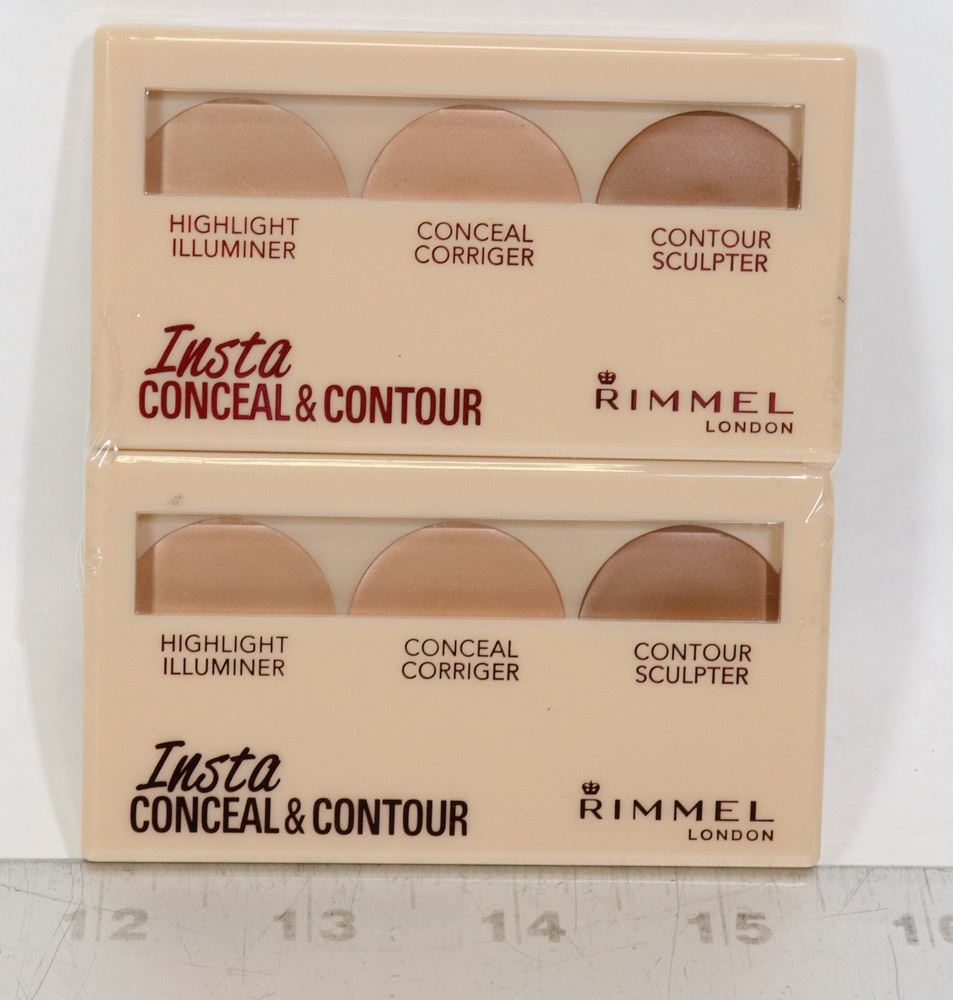 HIGHLIGHT
ILLUMINER
CONCEAL
CORRIGER
CONTOUR
SCULPTER
Insta
CONCEAL & CONTOUR
RIMMEL
LONDON
HIGHLIGHT
ILLUMINER
CONCEAL
CORRIGER
CONTOUR
SCULPTER
Insta
CONCEAL & CONTOUR
RIMMEL
LONDON
12 13 14 15